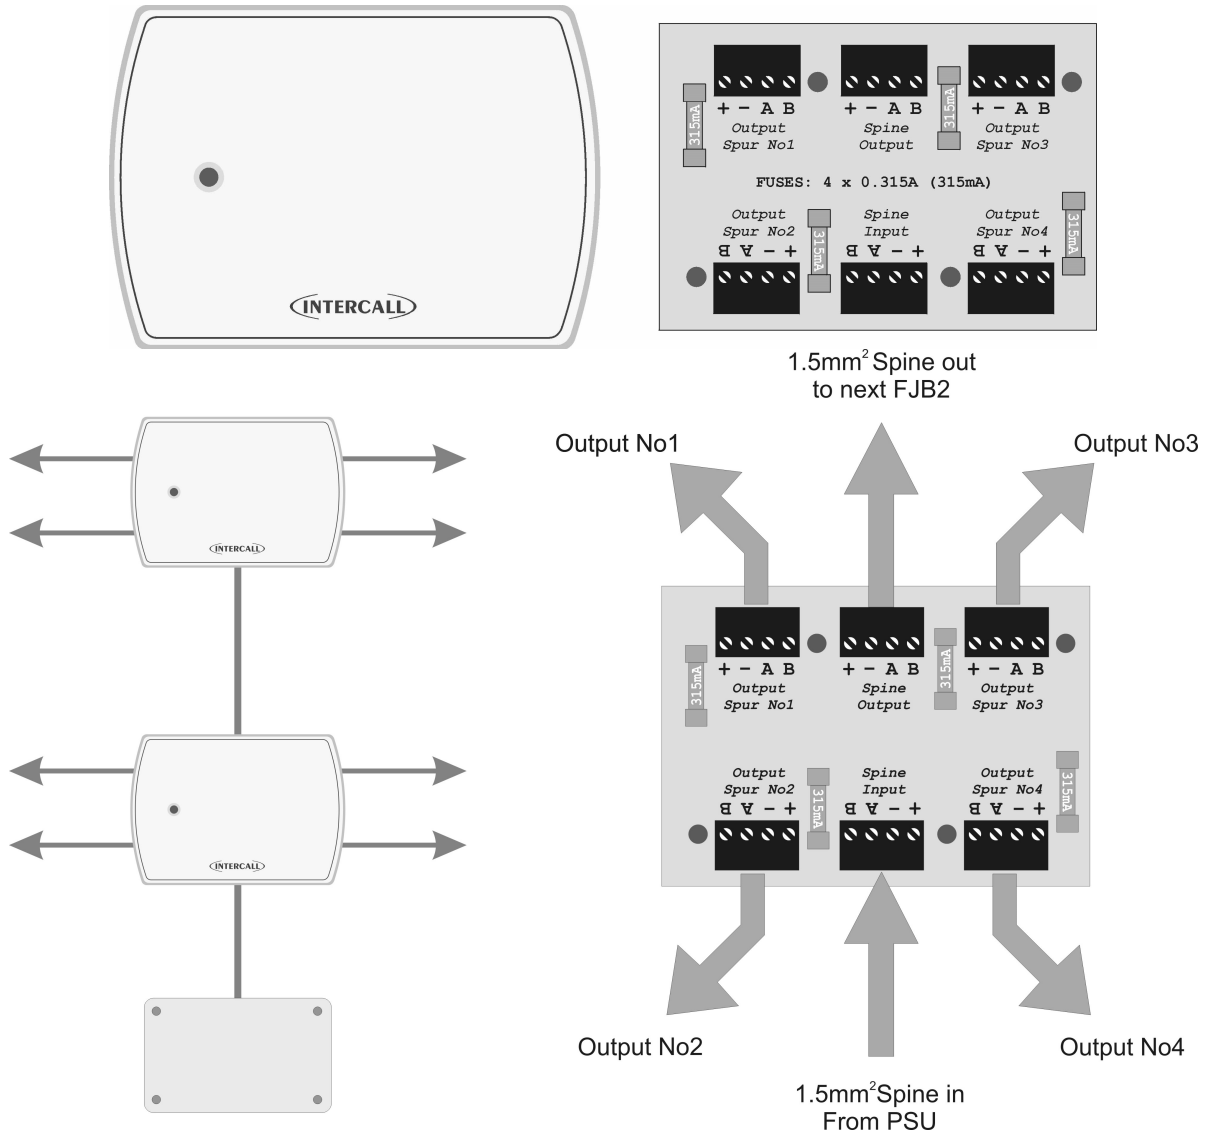 INTERCALL
+ − A B
+ − A B
+ − A B
Output
Spur No1
Spine
Output
Output
Spur No3
315mA
315mA
FUSES: 4 x 0.315A (315mA)
Output
Spur No2
Spine
Input
Output
Spur No4
315mA
315mA
B A − +
B A − +
B A − +
1.5mm² Spine out
to next FJB2
INTERCALL
INTERCALL
Output No1
Output No3
+ − A B
+ − A B
+ − A B
Output
Spur No1
Spine
Output
Output
Spur No3
315mA
315mA
Output
Spur No2
Spine
Input
Output
Spur No4
315mA
315mA
B A − +
B A − +
B A − +
Output No2
Output No4
1.5mm² Spine in
From PSU